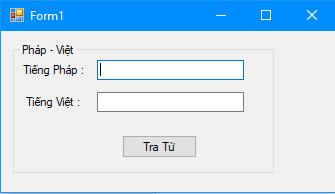 Form1
Pháp - Việt
Tiếng Pháp :
Tiếng Việt :
Tra Từ